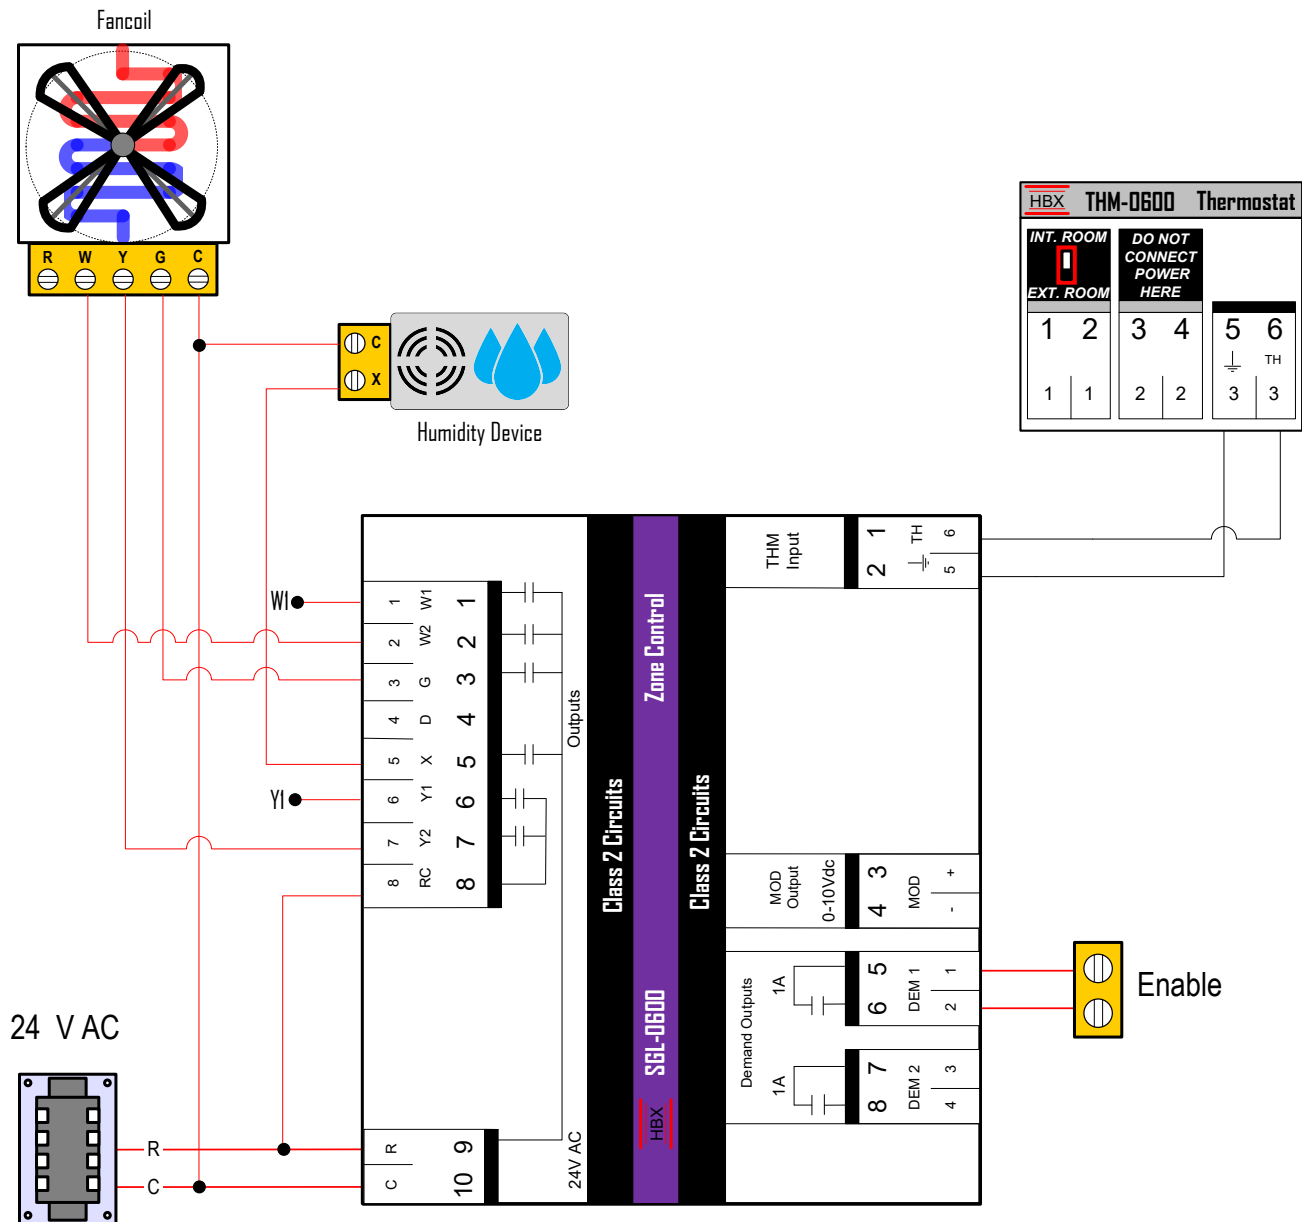 Fancoil
R W Y G C
C
X
Humidity Device
HBX THM-0600 Thermostat
INT. ROOM
EXT. ROOM
DO NOT
CONNECT
POWER
HERE
1 2 3 4 5 6
TH
1 1 2 2 3 3
W1
Y1
1 W1 1
2 W2 2
3 G 3
4 D 4
5 X 5
6 Y1 6
7 Y2 7
8 RC 8
Outputs
R 9
C 10
24V AC
Class 2 Circuits
HBX SGL-0600 Zone Control
Class 2 Circuits
THM
Input
1 TH 6
2 5
MOD
Output
0-10Vdc
3 MOD +
4 -
Demand Outputs
1A
5 DEM 1 1
6 2
1A
7 DEM 2 3
8 4
Enable
24 V AC
R
C